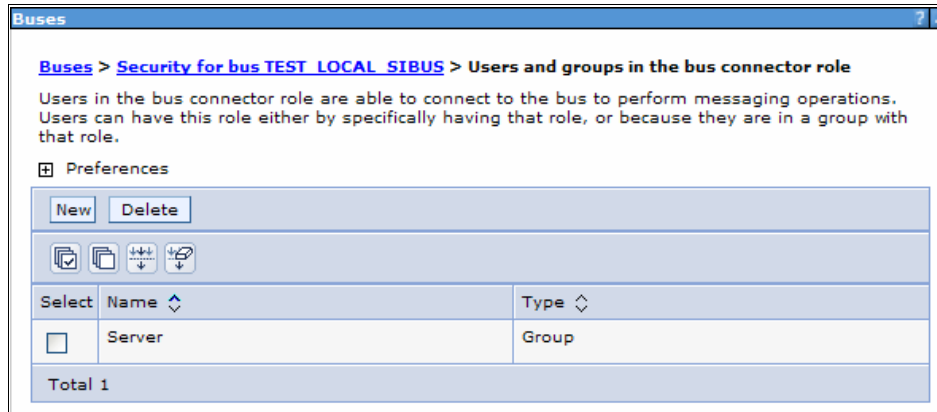 Buses ?
Buses > Security for bus TEST_LOCAL_SIBUS > Users and groups in the bus connector role
Users in the bus connector role are able to connect to the bus to perform messaging operations.
Users can have this role either by specifically having that role, or because they are in a group with
that role.
Preferences
New Delete
Select Name Type
Server Group
Total 1